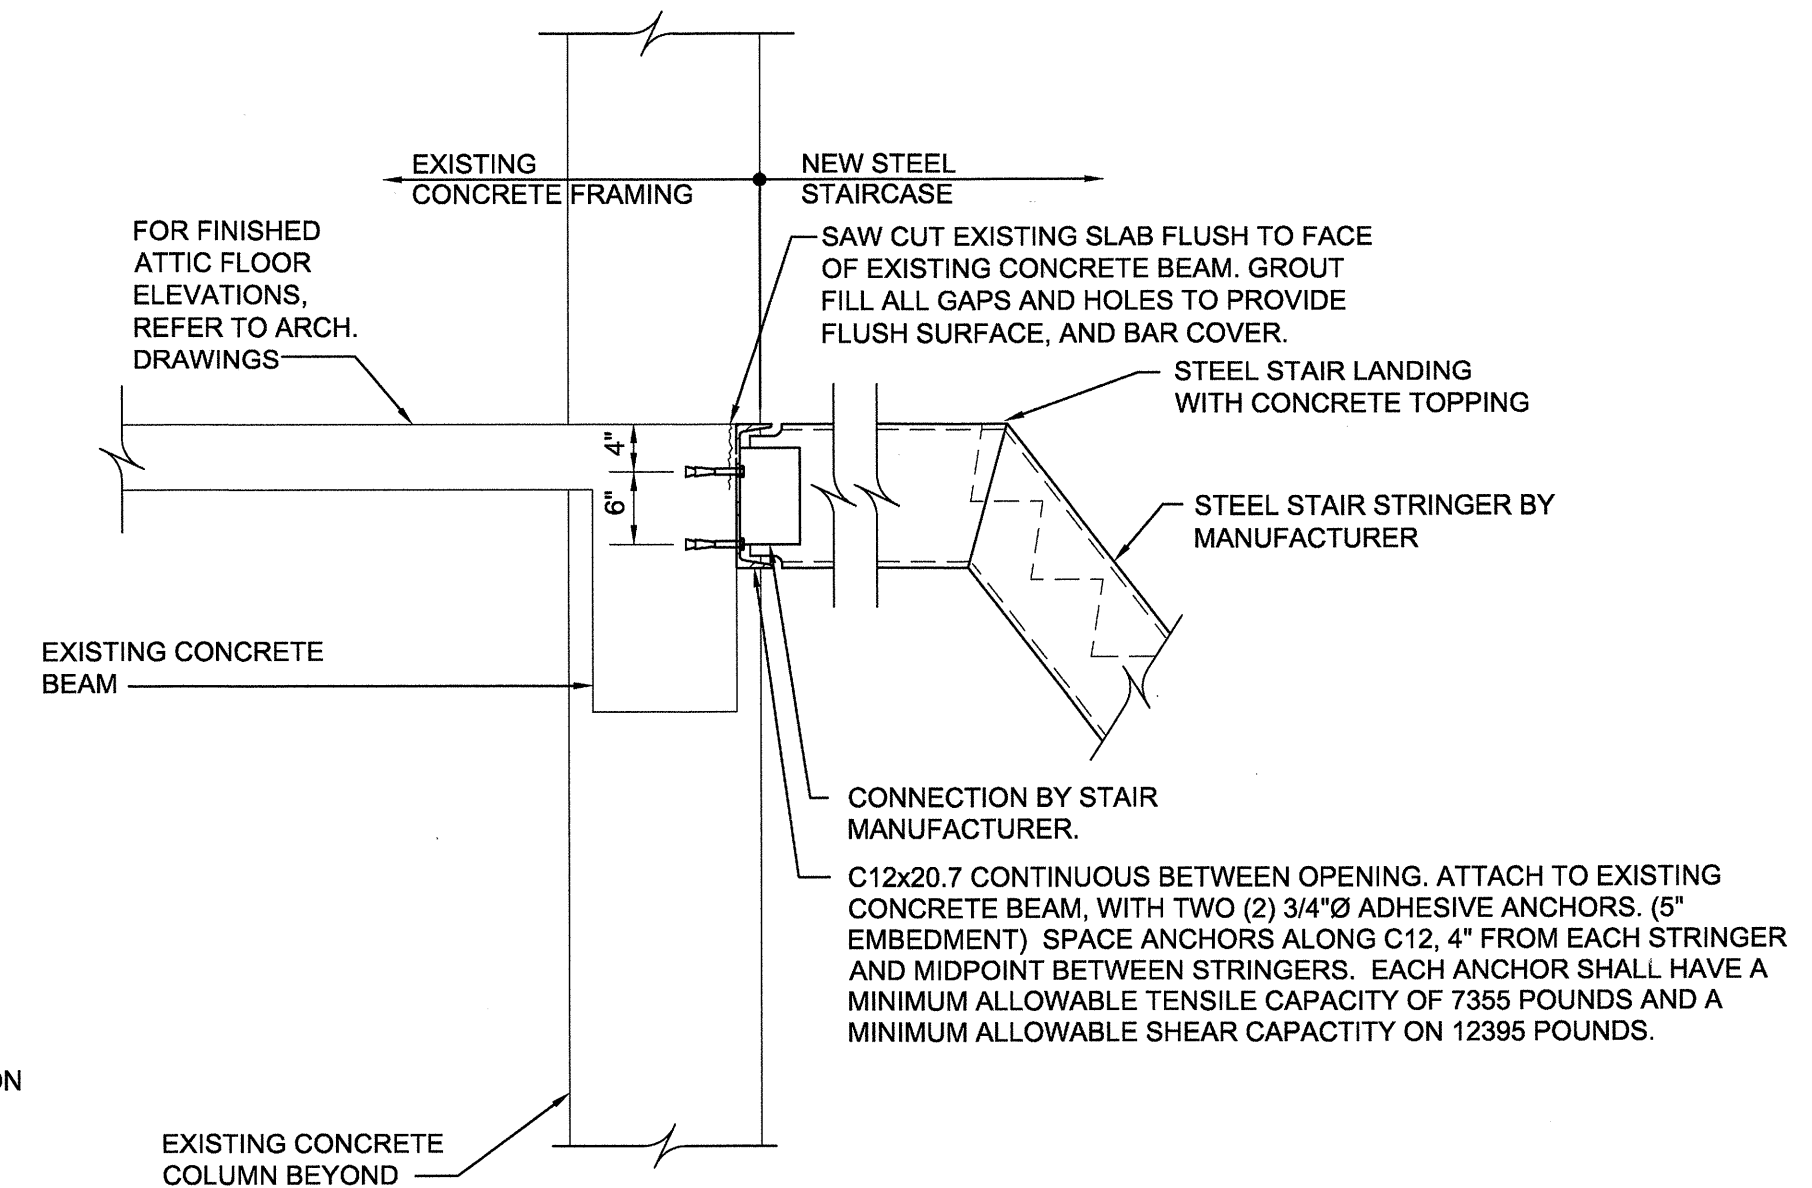 EXISTING
CONCRETE FRAMING
NEW STEEL
STAIRCASE
FOR FINISHED
ATTIC FLOOR
ELEVATIONS,
REFER TO ARCH.
DRAWINGS
SAW CUT EXISTING SLAB FLUSH TO FACE
OF EXISTING CONCRETE BEAM. GROUT
FILL ALL GAPS AND HOLES TO PROVIDE
FLUSH SURFACE, AND BAR COVER.
STEEL STAIR LANDING
WITH CONCRETE TOPPING
4"
6"
STEEL STAIR STRINGER BY
MANUFACTURER
EXISTING CONCRETE
BEAM
CONNECTION BY STAIR
MANUFACTURER.
C12x20.7 CONTINUOUS BETWEEN OPENING. ATTACH TO EXISTING
CONCRETE BEAM, WITH TWO (2) 3/4"Ø ADHESIVE ANCHORS. (5"
EMBEDMENT) SPACE ANCHORS ALONG C12, 4" FROM EACH STRINGER
AND MIDPOINT BETWEEN STRINGERS. EACH ANCHOR SHALL HAVE A
MINIMUM ALLOWABLE TENSILE CAPACITY OF 7355 POUNDS AND A
MINIMUM ALLOWABLE SHEAR CAPACTITY ON 12395 POUNDS.
EXISTING CONCRETE
COLUMN BEYOND